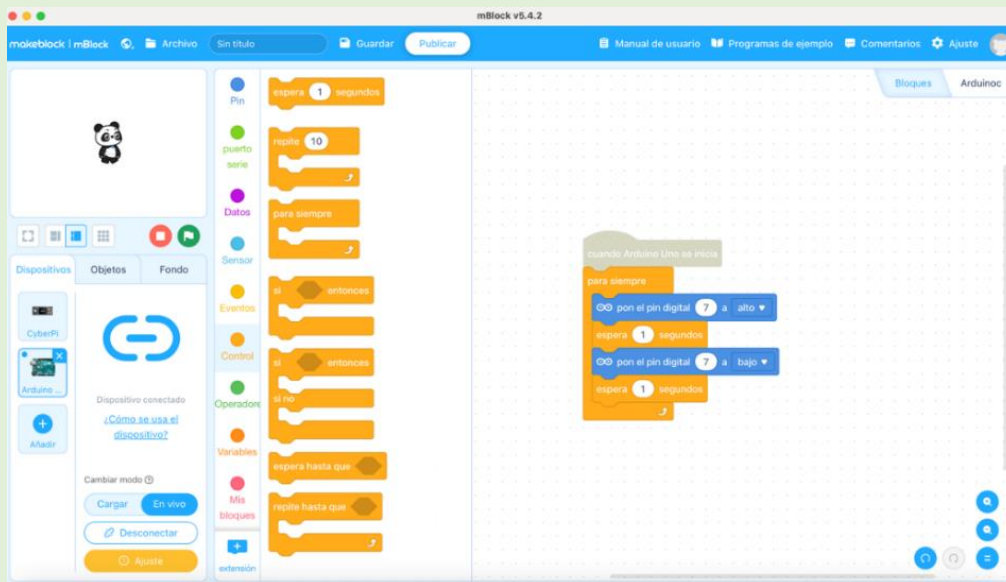 mBlock v5.4.2
makeblock | mBlock Archivo Sin título Guardar Publicar Manual de usuario Programas de ejemplo Comentarios Ajuste
Bloques Arduinoc
Pin
puerto serie
Datos
Sensor
Eventos
Control
Operadore
Variables
Mis bloques
extensión
espera 1 segundos
repite 10
para siempre
si entonces
si entonces
si no
espera hasta que
repite hasta que
cuando Arduino Uno se inicia
para siempre
pon el pin digital 7 a alto
espera 1 segundos
pon el pin digital 7 a bajo
espera 1 segundos
Dispositivos Objetos Fondo
CyberPi
Arduino ...
Añadir
Dispositivo conectado
¿Cómo se usa el
dispositivo?
Cambiar modo
Cargar En vivo
Desconectar
Ajuste